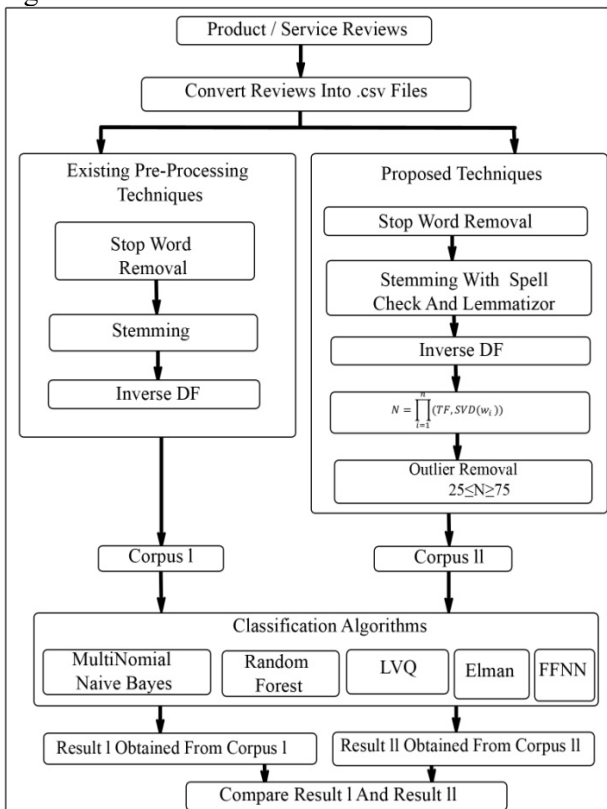 Product / Service Reviews
Convert Reviews Into .csv Files
Existing Pre-Processing
Techniques
Stop Word
Removal
Stemming
Inverse DF
Proposed Techniques
Stop Word Removal
Stemming With Spell
Check And Lemmatizor
Inverse DF
N = ∏_{i=1}^{n} (TF, SVD(w_i))
Outlier Removal
25≤N≥75
Corpus l
Corpus ll
Classification Algorithms
MultiNomial
Naive Bayes
Random
Forest
LVQ
Elman
FFNN
Result l Obtained From Corpus l
Result ll Obtained From Corpus ll
Compare Result l And Result ll